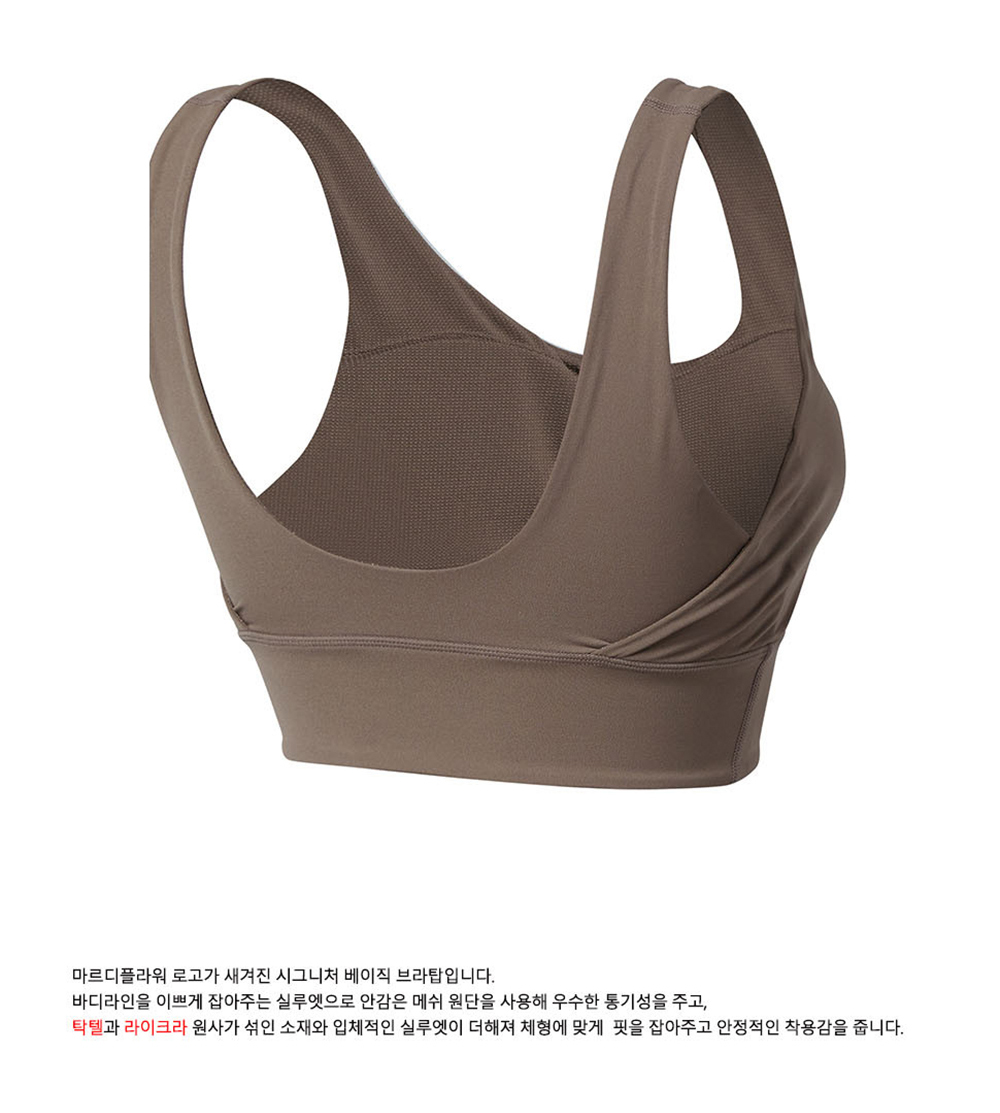 마르디플라워 로고가 새겨진 시그니처 베이직 브라탑입니다.
바디라인을 이쁘게 잡아주는 실루엣으로 안감은 메쉬 원단을 사용해 우수한 통기성을 주고,
탁텔과 라이크라 원사가 섞인 소재와 입체적인 실루엣이 더해져 체형에 맞게 핏을 잡아주고 안정적인 착용감을 줍니다.